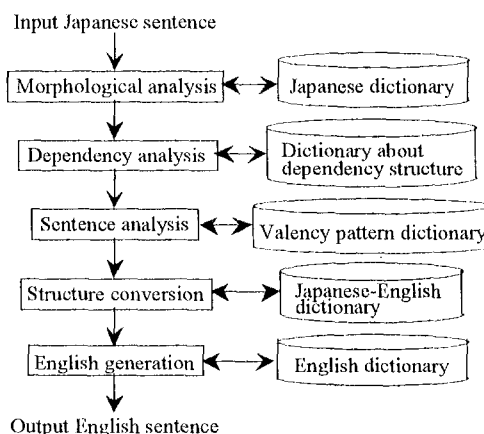 Input Japanese sentence
Morphological analysis
Japanese dictionary
Dependency analysis
Dictionary about
dependency structure
Sentence analysis
Valency pattern dictionary
Structure conversion
Japanese-English
dictionary
English generation
English dictionary
Output English sentence